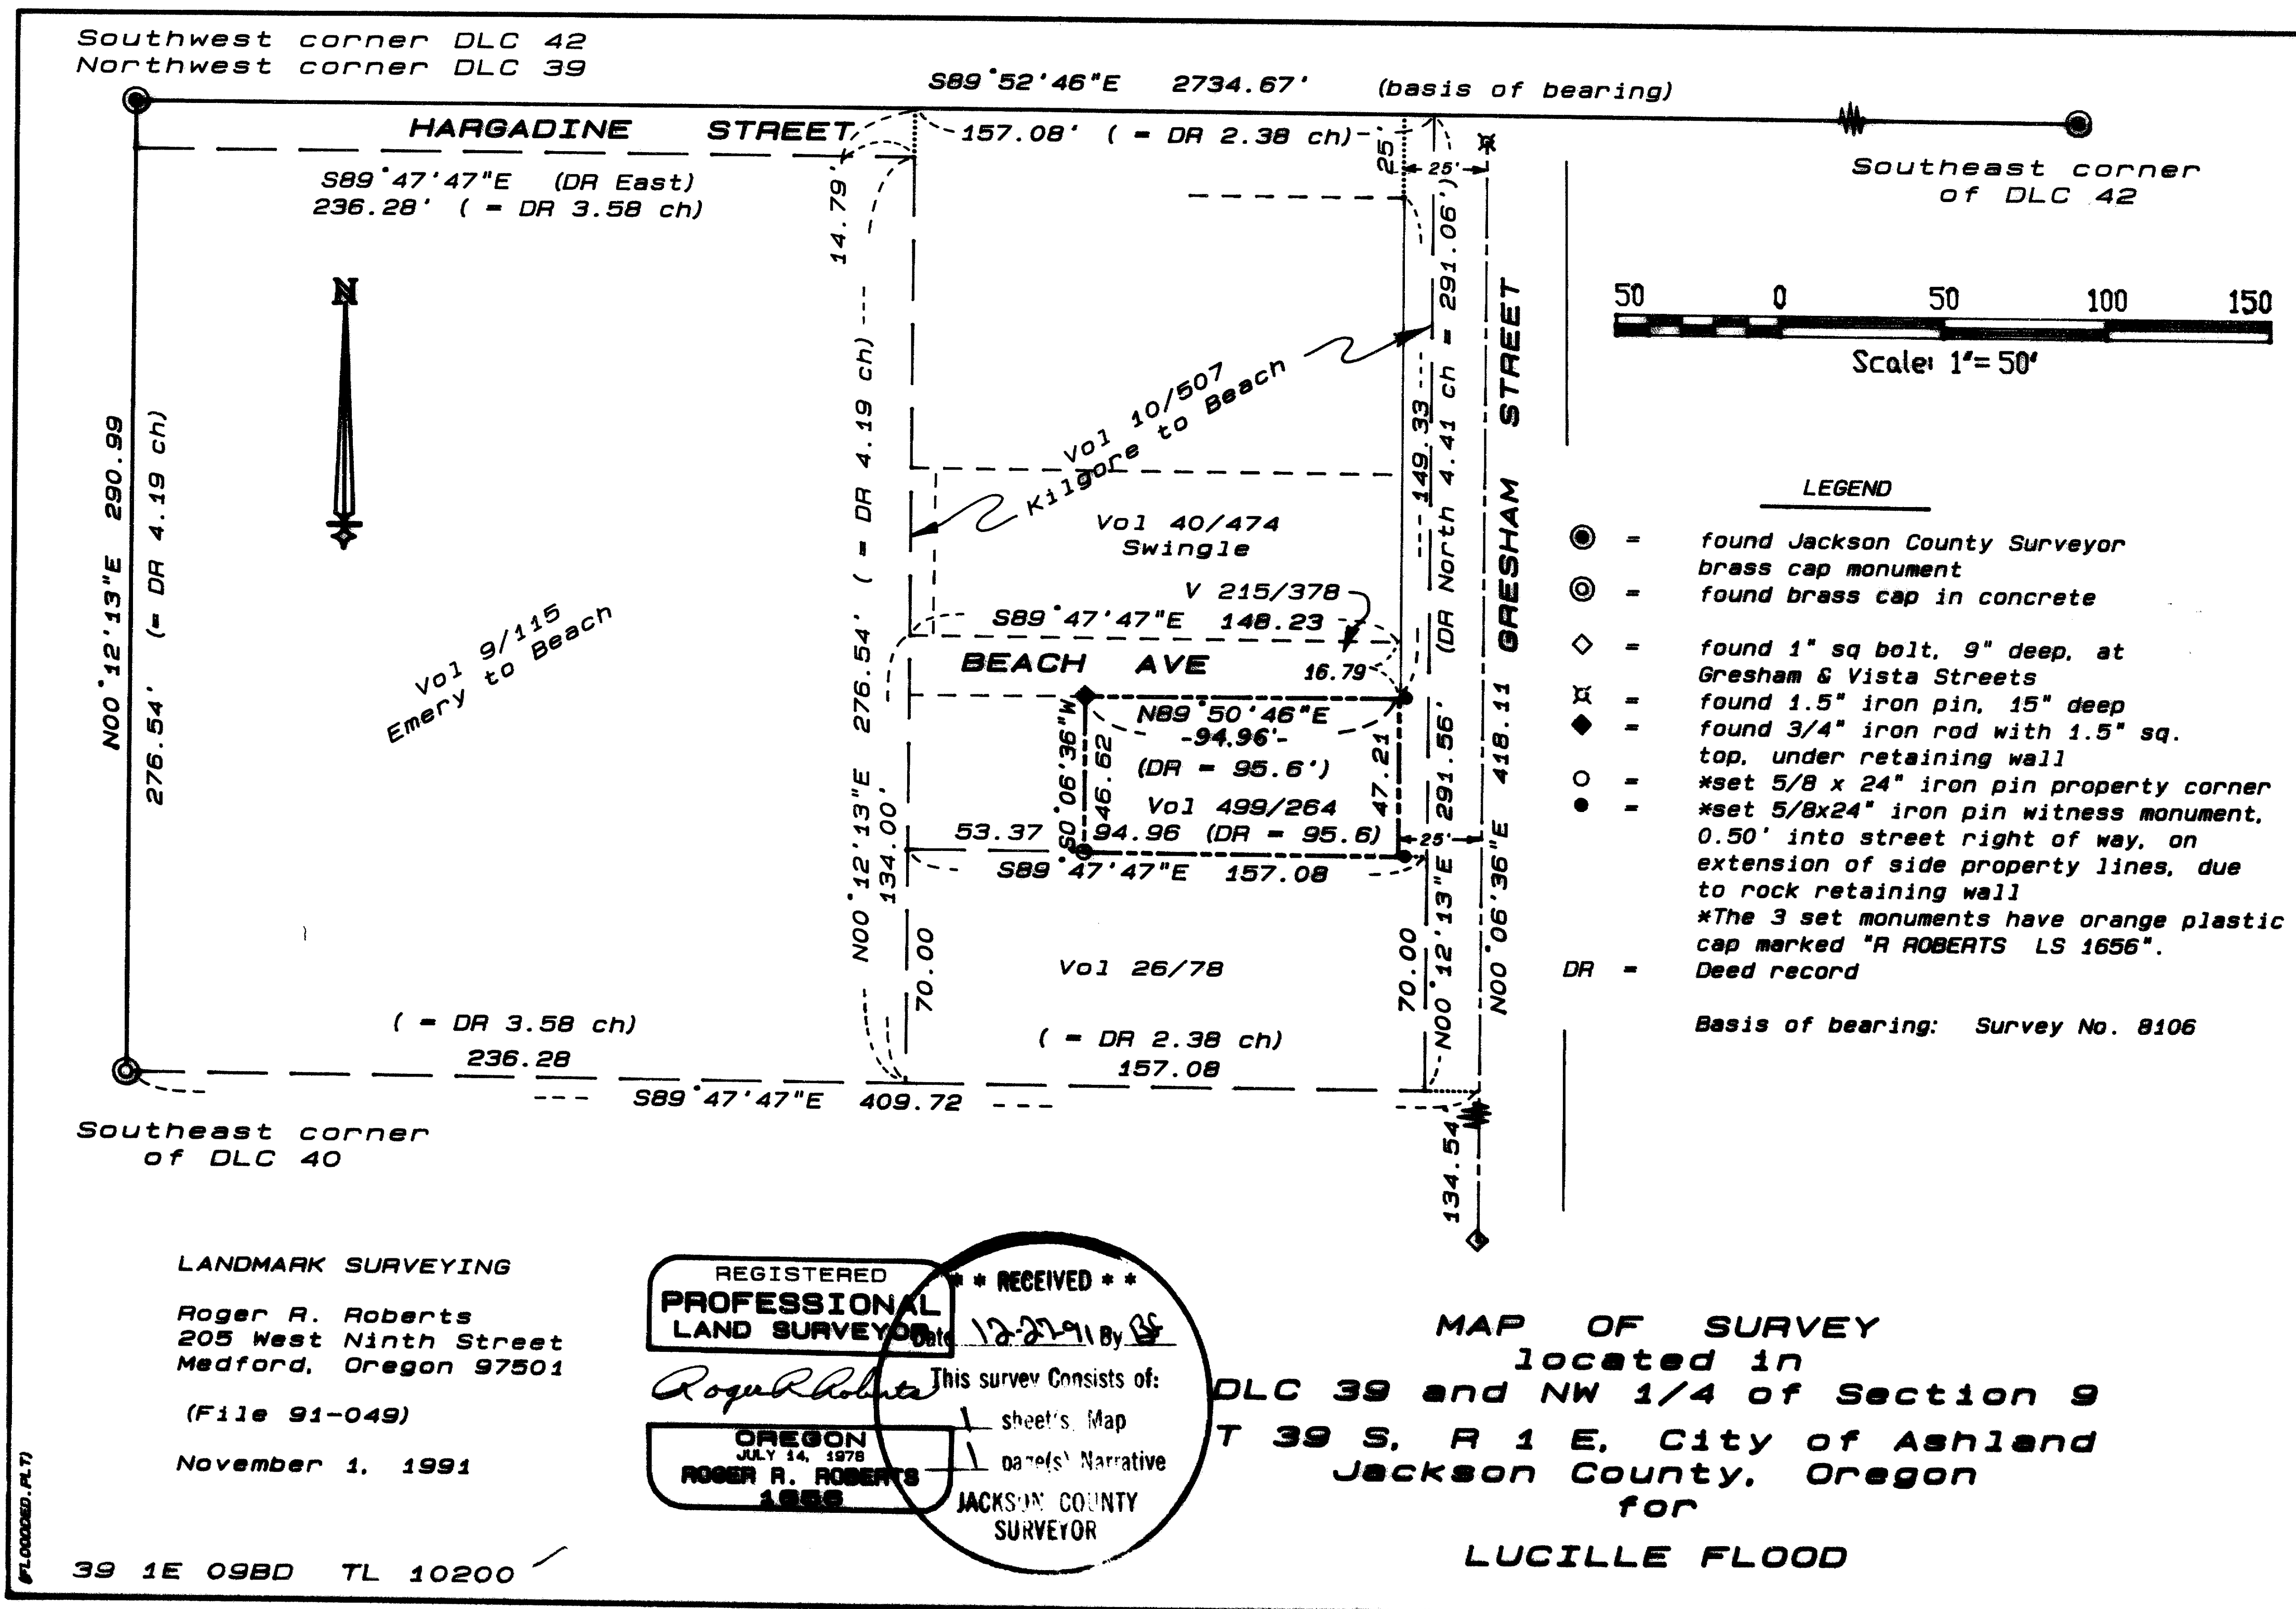 Southwest corner DLC 42
Northwest corner DLC 39
S89°52'46"E 2734.67' (basis of bearing)
HARGADINE STREET
157.08' ( = DR 2.38 ch)
25'
25'
S89°47'47"E (DR East)
236.28' ( = DR 3.58 ch)
14.79'
Southeast corner
of DLC 42
N
50 0 50 100 150
Scale: 1"= 50'
N00°12'13"E 290.99
276.54' (= DR 4.19 ch)
Vol 9/115
Emery to Beach
N00°12'13"E 276.54' ( = DR 4.19 ch)
134.00'
Vol 10/507
Kilgore to Beach
149.33
N00°12'13"E 291.56' (DR North 4.41 ch = 291.06')
GRESHAM STREET
N00°06'36"E 418.11
Vol 40/474
Swingle
V 215/378
S89°47'47"E 148.23
BEACH AVE
16.79
N89°50'46"E
-94.96'-
(DR = 95.6')
S0°06'36"W
46.62
47.21
Vol 499/264
53.37 94.96 (DR = 95.6)
25'
S89°47'47"E 157.08
70.00
Vol 26/78
70.00
( = DR 3.58 ch)
236.28
( = DR 2.38 ch)
157.08
S89°47'47"E 409.72
Southeast corner
of DLC 40
134.54
LEGEND
= found Jackson County Surveyor
brass cap monument
= found brass cap in concrete
= found 1" sq bolt, 9" deep, at
Gresham & Vista Streets
= found 1.5" iron pin, 15" deep
= found 3/4" iron rod with 1.5" sq.
top, under retaining wall
= *set 5/8 x 24" iron pin property corner
= *set 5/8x24" iron pin witness monument,
0.50' into street right of way, on
extension of side property lines, due
to rock retaining wall
*The 3 set monuments have orange plastic
cap marked "R ROBERTS LS 1656".
DR = Deed record
Basis of bearing: Survey No. 8106
LANDMARK SURVEYING
Roger R. Roberts
205 West Ninth Street
Medford, Oregon 97501
(File 91-049)
November 1, 1991
REGISTERED
PROFESSIONAL
LAND SURVEYOR
Roger R Roberts
OREGON
JULY 14, 1978
ROGER R. ROBERTS
1656
* * RECEIVED * *
Date 12-27-91 By
This survey Consists of:
1 sheet(s) Map
1 page(s) Narrative
JACKSON COUNTY
SURVEYOR
MAP OF SURVEY
located in
DLC 39 and NW 1/4 of Section 9
T 39 S, R 1 E, City of Ashland
Jackson County, Oregon
for
LUCILLE FLOOD
39 1E 09BD TL 10200